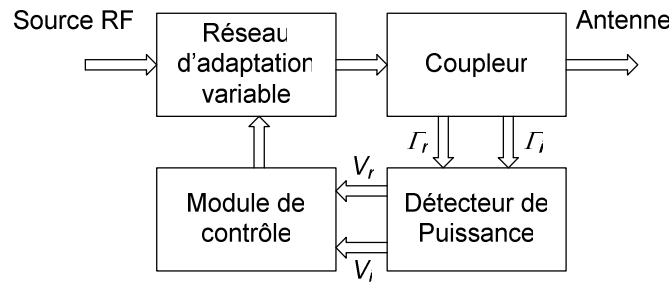 Source RF
Antenne
Réseau
d'adaptation
variable
Coupleur
Γr
Γi
Vr
Module de
contrôle
Détecteur de
Puissance
Vi